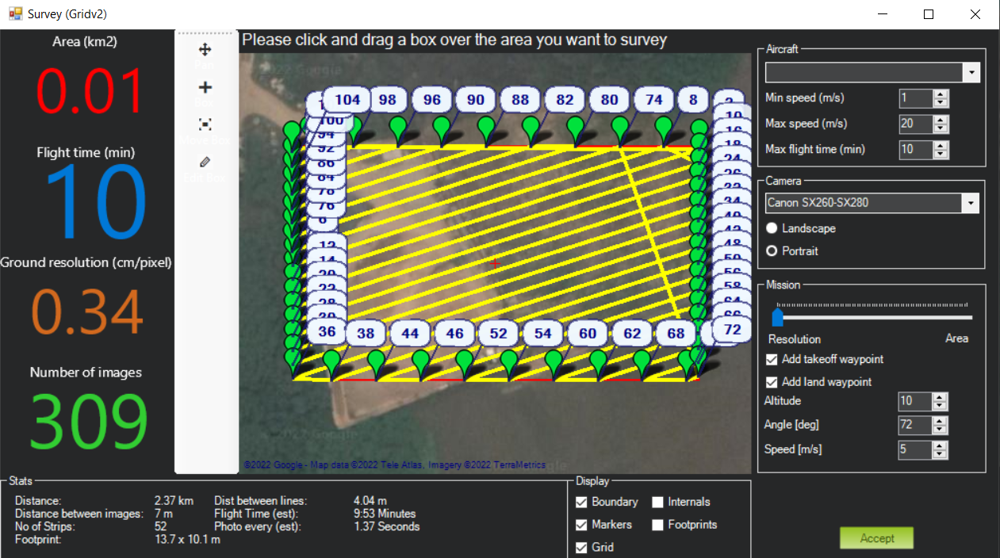 Survey (Gridv2)
Area (km2)
0.01
Flight time (min)
10
Ground resolution (cm/pixel)
0.34
Number of images
309
Pan
Box
Move Box
Edit Box
Please click and drag a box over the area you want to survey
104 98 96 90 88 82 80 74 8 2
100 10
94 16
92 18
86 24
84 26
78 32
76 34
6 40
42
12 48
14 50
20 56
22 58
28 64
30 66
36 38 44 46 52 54 60 62 68 72
2022 Google
©2022 Google - Map data ©2022 Tele Atlas, Imagery ©2022 TerraMetrics
Aircraft
Min speed (m/s) 1
Max speed (m/s) 20
Max flight time (min) 10
Camera
Canon SX260-SX280
Landscape
Portrait
Mission
Resolution Area
Add takeoff waypoint
Add land waypoint
Altitude 10
Angle [deg] 72
Speed [m/s] 5
Stats
Distance: 2.37 km Dist between lines: 4.04 m
Distance between images: 7 m Flight Time (est): 9:53 Minutes
No of Strips: 52 Photo every (est): 1.37 Seconds
Footprint: 13.7 x 10.1 m
Display
Boundary Internals
Markers Footprints
Grid
Accept